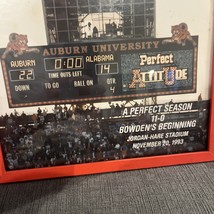 AUBURN UNIVERSITY
AUBURN 0:00 ALABAMA
22 TIME OUTS LEFT 14
DOWN TO GO BALL ON QTR
4
Perfect
ATTITUDE
A PERFECT SEASON
11-0
BOWDEN'S BEGINNING
JORDAN-HARE STADIUM
NOVEMBER 20, 1993